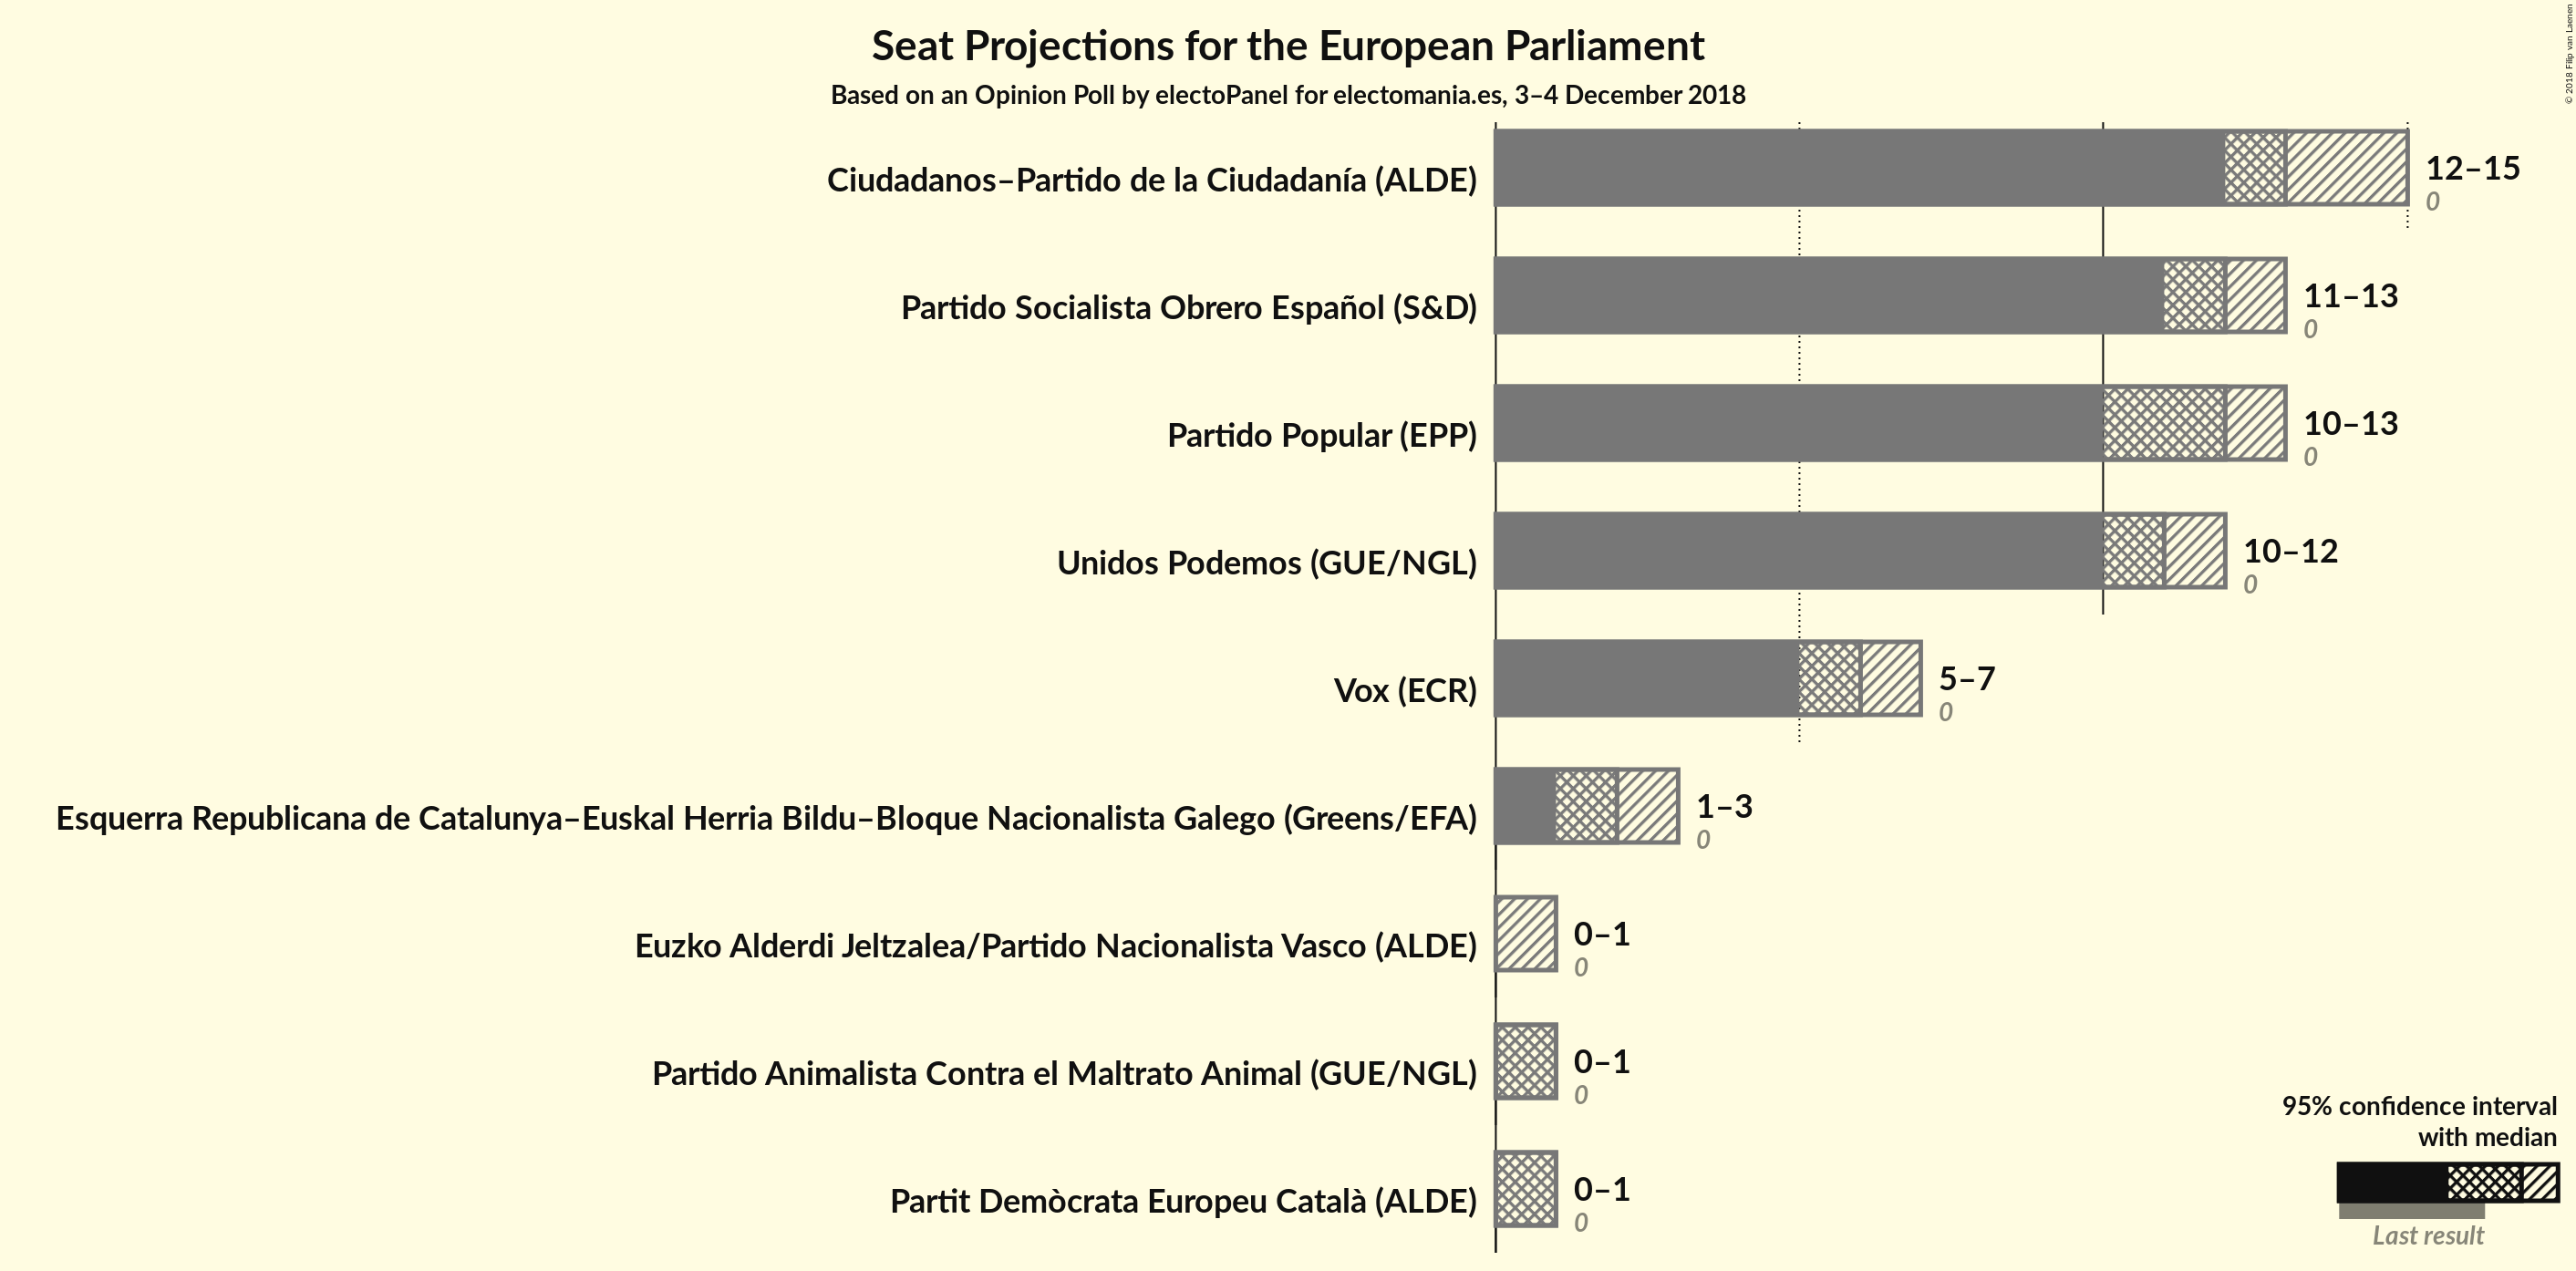 Seat Projections for the European Parliament
Based on an Opinion Poll by electoPanel for electomania.es, 3–4 December 2018
© 2018 Filip van Laenen
Ciudadanos–Partido de la Ciudadanía (ALDE)
12–15
0
Partido Socialista Obrero Español (S&D)
11–13
0
Partido Popular (EPP)
10–13
0
Unidos Podemos (GUE/NGL)
10–12
0
Vox (ECR)
5–7
0
Esquerra Republicana de Catalunya–Euskal Herria Bildu–Bloque Nacionalista Galego (Greens/EFA)
1–3
0
Euzko Alderdi Jeltzalea/Partido Nacionalista Vasco (ALDE)
0–1
0
Partido Animalista Contra el Maltrato Animal (GUE/NGL)
0–1
0
Partit Demòcrata Europeu Català (ALDE)
0–1
0
95% confidence interval
with median
Last result